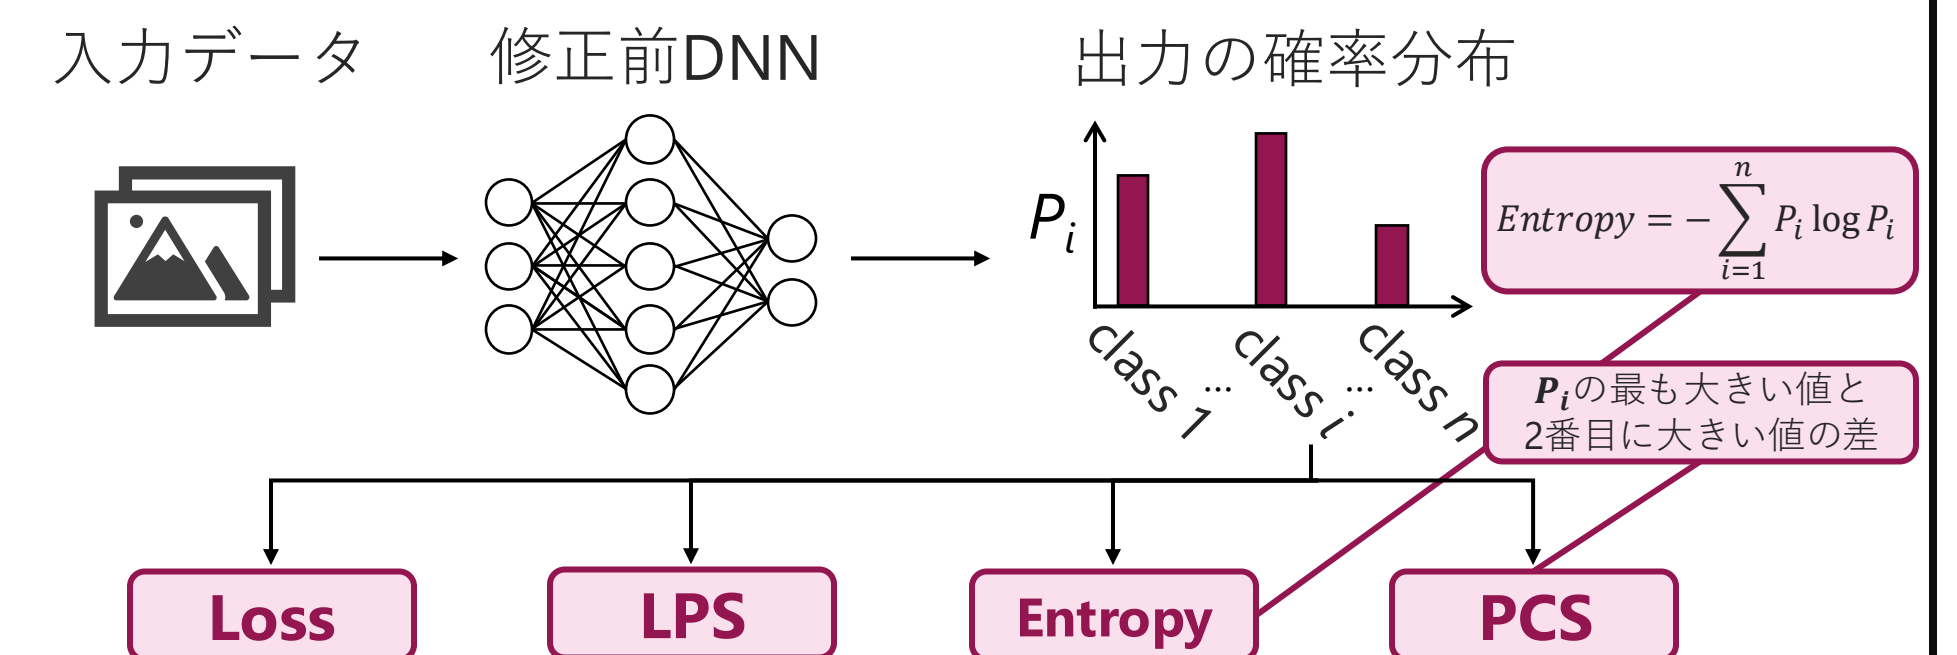 入力データ
修正前DNN
出力の確率分布
P_i
class 1
...
class i
...
class n
Entropy = −∑_{i=1}^{n} P_i log P_i
P_iの最も大きい値と
2番目に大きい値の差
Loss
LPS
Entropy
PCS